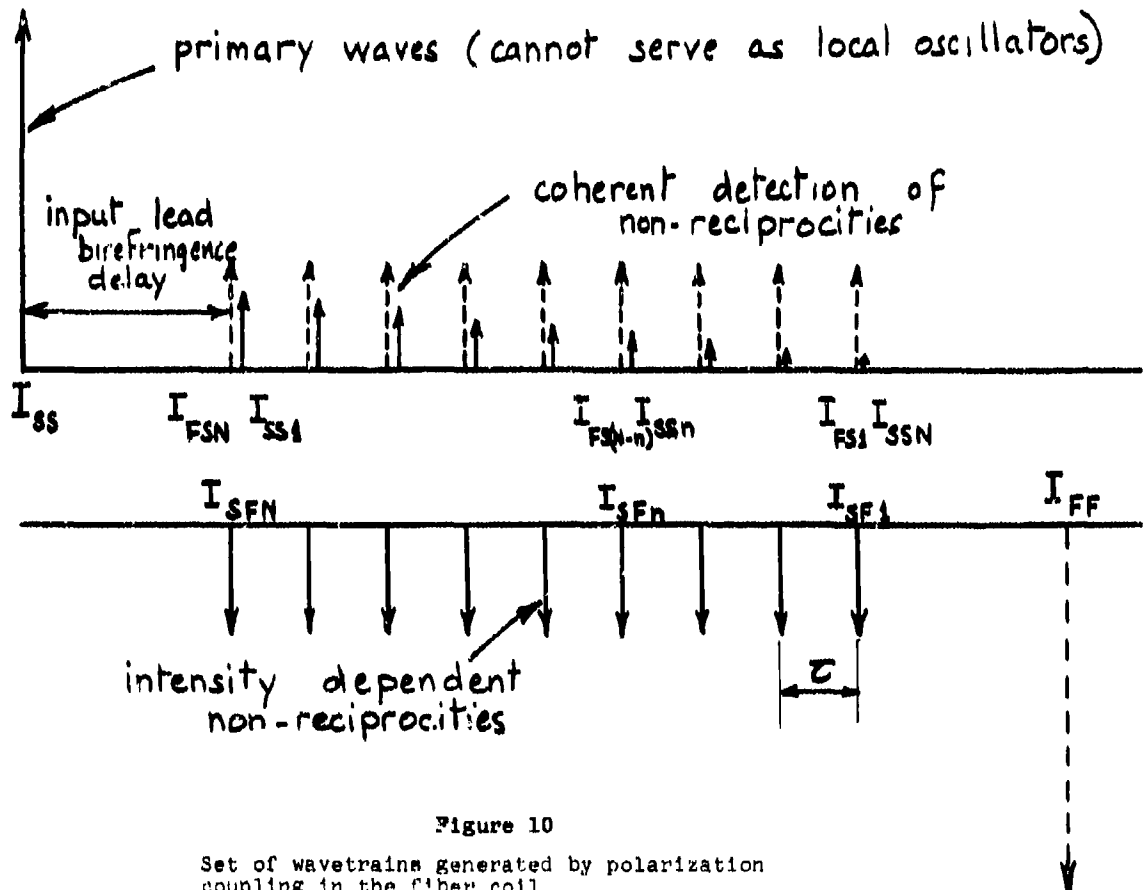 primary waves (cannot serve as local oscillators)
coherent detection of
non-reciprocities
input lead
birefringence
delay
I_SS
I_FSN I_SS1
I_FS(N-n) I_SSn
I_FS1 I_SSN
I_SFN
I_SFn
I_SF1
I_FF
intensity dependent
non-reciprocities
τ
Figure 10
Set of wavetrains generated by polarization
coupling in the fiber coil